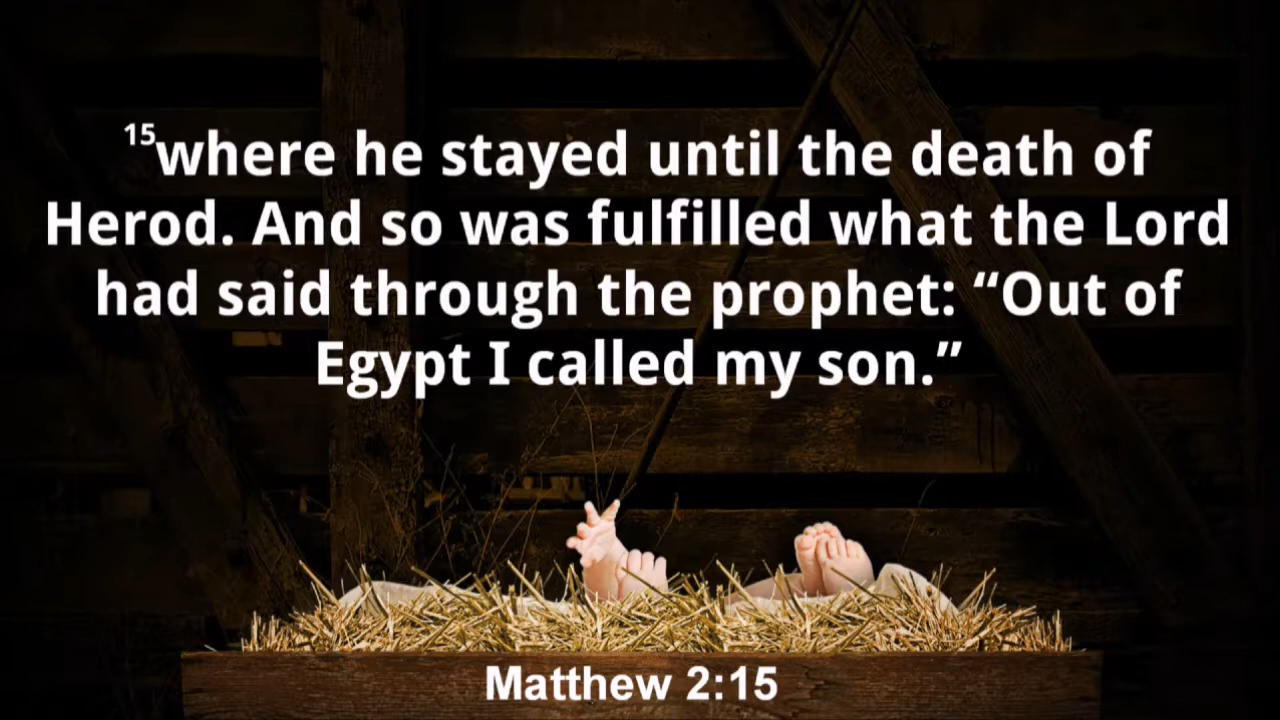 15where he stayed until the death of
Herod. And so was fulfilled what the Lord
had said through the prophet: “Out of
Egypt I called my son.”
Matthew 2:15